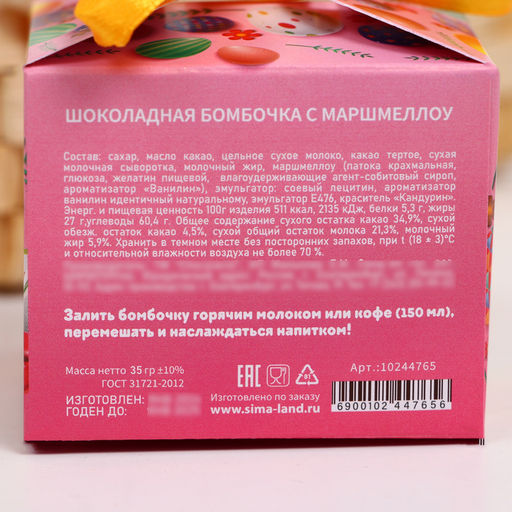 ШОКОЛАДНАЯ БОМБОЧКА С МАРШМЕЛЛОУ
Состав: сахар, масло какао, цельное сухое молоко, какао тертое, сухая
молочная сыворотка, молочный жир, маршмеллоу (патока крахмальная,
глюкоза, желатин пищевой, влагоудерживающие агент-собитовый сироп,
ароматизатор «Ванилин»), эмульгатор: соевый лецитин, ароматизатор
ванилин идентичный натуральному, эмульгатор Е476, краситель «Кандурин».
Энерг. и пищевая ценность 100г изделия 511 ккал, 2135 кДж, белки 5,3 г, жиры
27 г,углеводы 60,4 г. Общее содержание сухого остатка какао 34,9%, сухой
обезж. остаток какао 4,5%, сухой общий остаток молока 21,3%, молочный
жир 5,9%. Хранить в темном месте без посторонних запахов, при t (18 ± 3)°С
и относительной влажности воздуха не более 70 %.
Залить бомбочку горячим молоком или кофе (150 мл),
перемешать и наслаждаться напитком!
Масса нетто 35 гр ±10%
ГОСТ 31721-2012
ИЗГОТОВЛЕН:
ГОДЕН ДО:
EAC
81
Изготовлено по заказу
www.sima-land.ru
Арт.:10244765
6900102 447656